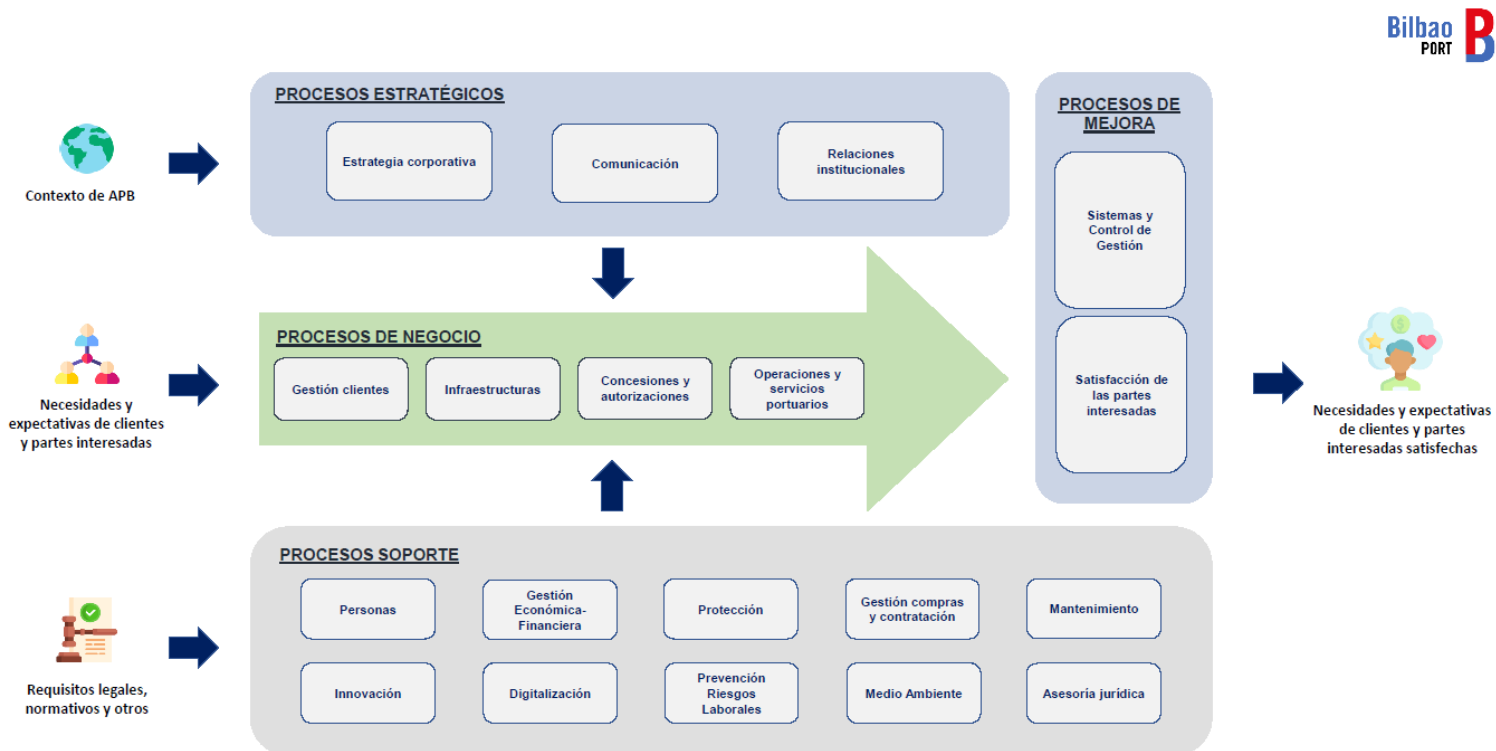 Bilbao
PORT
PROCESOS ESTRATÉGICOS
Estrategia corporativa
Comunicación
Relaciones
institucionales
PROCESOS DE
MEJORA
Sistemas y
Control de
Gestión
Satisfacción de
las partes
interesadas
Contexto de APB
PROCESOS DE NEGOCIO
Gestión clientes
Infraestructuras
Concesiones y
autorizaciones
Operaciones y
servicios
portuarios
Necesidades y
expectativas de clientes
y partes interesadas
Necesidades y expectativas
de clientes y partes
interesadas satisfechas
PROCESOS SOPORTE
Personas
Gestión
Económica-
Financiera
Protección
Gestión compras
y contratación
Mantenimiento
Innovación
Digitalización
Prevención
Riesgos
Laborales
Medio Ambiente
Asesoría jurídica
Requisitos legales,
normativos y otros